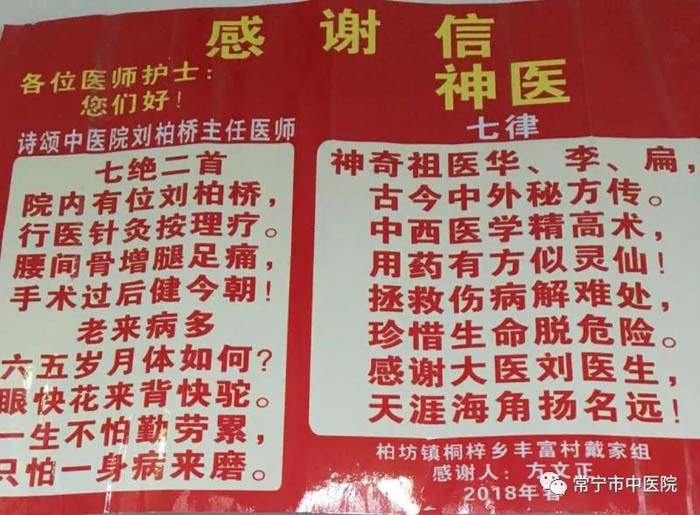 感谢信
各位医师护士：
您们好！
诗颂中医院刘柏桥主任医师
七绝二首
院内有位刘柏桥，
行医针灸按理疗。
腰间骨增腿足痛，
手术过后健今朝！
老来病多
六五岁月体如何？
眼快花来背快驼。
一生不怕勤劳累，
只怕一身病来磨。
神医
七律
神奇祖医华、李、扁，
古今中外秘方传。
中西医学精高术，
用药有方似灵仙！
拯救伤病解难处，
珍惜生命脱危险。
感谢大医刘医生，
天涯海角扬名远！
柏坊镇桐梓乡丰富村戴家组
感谢人：方文正
2018年春
常宁市中医院